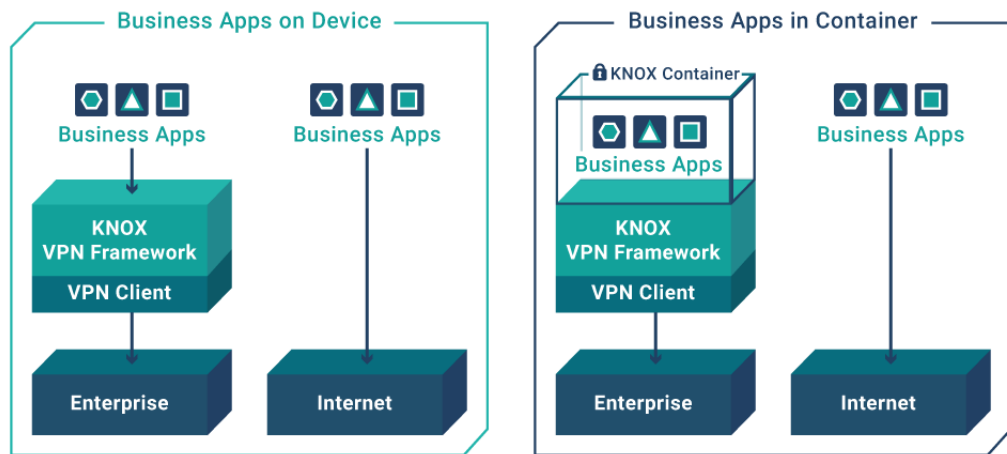 Business Apps on Device
Business Apps
Business Apps
KNOX
VPN Framework
VPN Client
Enterprise
Internet
Business Apps in Container
KNOX Container
Business Apps
Business Apps
KNOX
VPN Framework
VPN Client
Enterprise
Internet